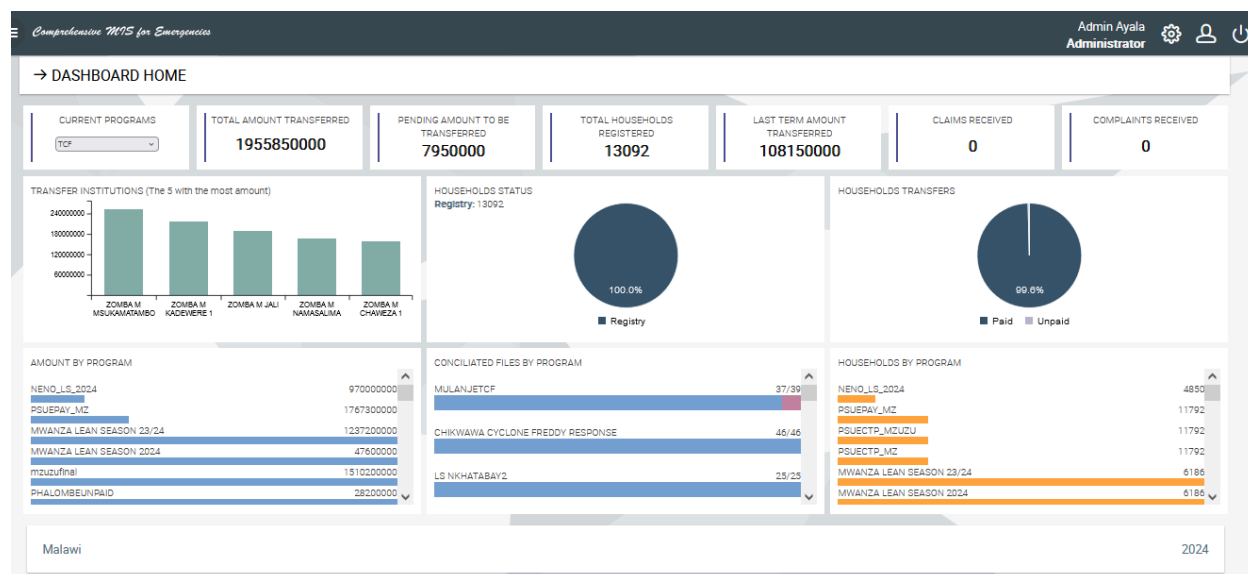 Comprehensive MIS for Emergencies
Admin Ayala
Administrator
→ DASHBOARD HOME
CURRENT PROGRAMS
TCF
TOTAL AMOUNT TRANSFERRED
1955850000
PENDING AMOUNT TO BE
TRANSFERRED
7950000
TOTAL HOUSEHOLDS
REGISTERED
13092
LAST TERM AMOUNT
TRANSFERRED
108150000
CLAIMS RECEIVED
0
COMPLAINTS RECEIVED
0
TRANSFER INSTITUTIONS (The 5 with the most amount)
240000000
180000000
120000000
60000000
ZOMBA M
MSUKAMATAMBO
ZOMBA M
KADEWERE 1
ZOMBA M JALI
ZOMBA M
NAMASALIMA
ZOMBA M
CHAWEZA 1
HOUSEHOLDS STATUS
Registry: 13092
100.0%
Registry
HOUSEHOLDS TRANSFERS
99.6%
Paid Unpaid
AMOUNT BY PROGRAM
NENO_LS_2024 970000000
PSUEPAY_MZ 1767300000
MWANZA LEAN SEASON 23/24 1237200000
MWANZA LEAN SEASON 2024 47600000
mzuzufinal 1510200000
PHALOMBEUNPAID 28200000
CONCILIATED FILES BY PROGRAM
MULANJETCF 37/39
CHIKWAWA CYCLONE FREDDY RESPONSE 46/46
LS NKHATABAY2 25/25
HOUSEHOLDS BY PROGRAM
NENO_LS_2024 4850
PSUEPAY_MZ 11792
PSUECTP_MZUZU 11792
PSUECTP_MZ 11792
MWANZA LEAN SEASON 23/24 6186
MWANZA LEAN SEASON 2024 6186
Malawi 2024